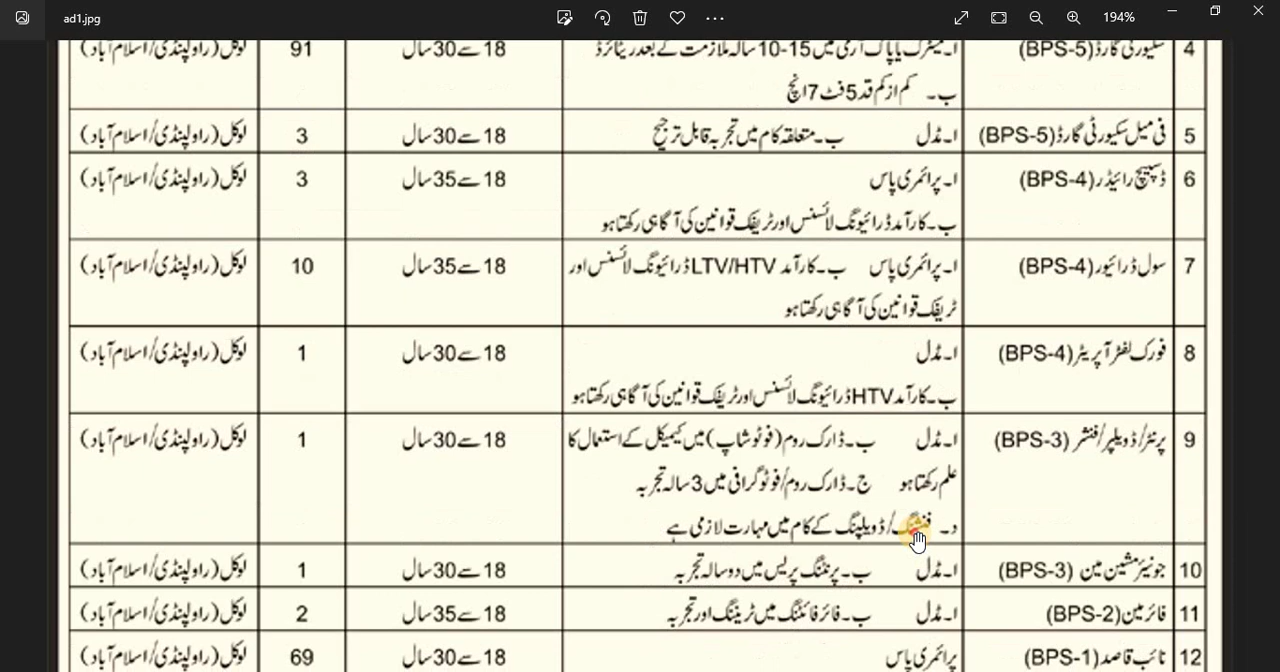 ad1.jpg
194%
4 سکیورٹی گارڈ (BPS-5) ا۔ میٹرک یا پاک آرمی میں 15-10 سالہ ملازمت کے بعد ریٹائرڈ 18 سے 30 سال 91 لوکل (راولپنڈی/اسلام آباد)
ب۔ کم از کم قد 5 فٹ 7 انچ
5 فی میل سکیورٹی گارڈ (BPS-5) ا۔ مڈل ب۔ متعلقہ کام میں تجربہ قابل ترجیح 18 سے 30 سال 3 لوکل (راولپنڈی/اسلام آباد)
6 ڈسپیچ رائیڈر (BPS-4) ا۔ پرائمری پاس 18 سے 35 سال 3 لوکل (راولپنڈی/اسلام آباد)
ب۔ کارآمد ڈرائیونگ لائسنس اور ٹریفک قوانین کی آگاہی رکھتا ہو
7 سول ڈرائیور (BPS-4) ا۔ پرائمری پاس ب۔ کارآمد LTV/HTV ڈرائیونگ لائسنس اور 18 سے 35 سال 10 لوکل (راولپنڈی/اسلام آباد)
ٹریفک قوانین کی آگاہی رکھتا ہو
8 فورک لفٹر آپریٹر (BPS-4) ا۔ مڈل 18 سے 30 سال 1 لوکل (راولپنڈی/اسلام آباد)
ب۔ کارآمد HTV ڈرائیونگ لائسنس اور ٹریفک قوانین کی آگاہی رکھتا ہو
9 پرنٹر/ڈویلپر/فنشر (BPS-3) ا۔ مڈل ب۔ ڈارک روم (فوٹو شاپ) میں کیمیکل کے استعمال کا 18 سے 30 سال 1 لوکل (راولپنڈی/اسلام آباد)
علم رکھتا ہو ج۔ ڈارک روم/فوٹو گرافی میں 3 سالہ تجربہ
د۔ فنشنگ/ڈویلپنگ کے کام میں مہارت لازمی ہے
10 جونیئر مشین مین (BPS-3) ا۔ مڈل ب۔ پرنٹنگ پریس میں دو سالہ تجربہ 18 سے 30 سال 1 لوکل (راولپنڈی/اسلام آباد)
11 فائر مین (BPS-2) ا۔ مڈل ب۔ فائر فائٹنگ میں ٹریننگ اور تجربہ 18 سے 35 سال 2 لوکل (راولپنڈی/اسلام آباد)
12 نائب قاصد (BPS-1) پرائمری پاس 18 سے 30 سال 69 لوکل (راولپنڈی/اسلام آباد)